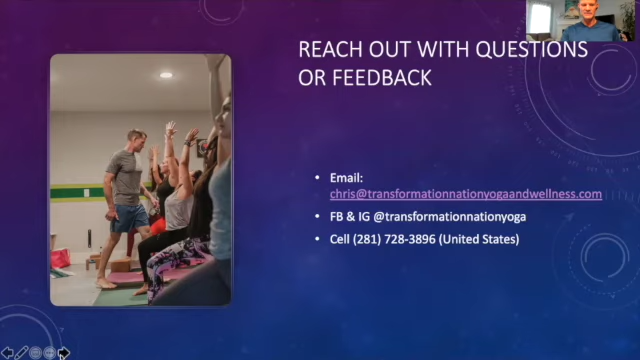 REACH OUT WITH QUESTIONS
OR FEEDBACK
• Email:
chris@transformationnationyogaandwellness.com
• FB & IG @transformationnationyoga
• Cell (281) 728-3896 (United States)